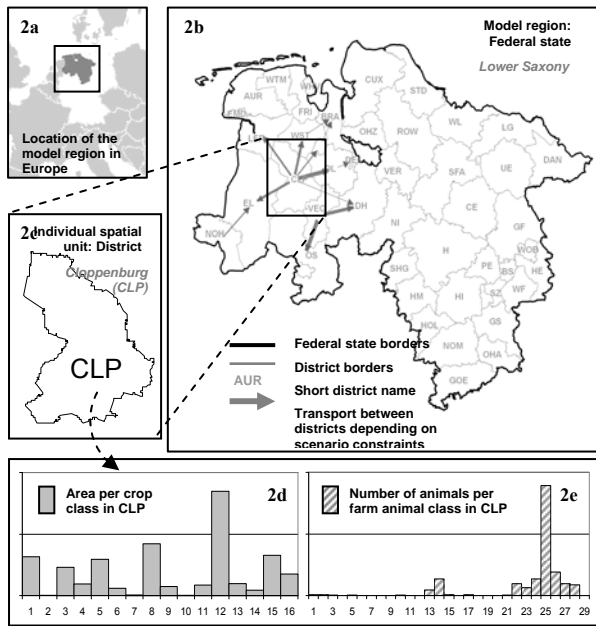 2a
Location of the
model region in
Europe
2b
Model region:
Federal state
Lower Saxony
WTM
AUR
FRI
BRA
CUX
STD
WST
OHZ
ROW
WL
LG
DAN
VER
SFA
UE
EL
VEC
DH
NI
CE
NOH
OS
H
GF
WOB
SHG
PE
BS
HE
HM
HI
SZ
WF
HOL
GS
NOM
OHA
GOE
Federal state borders
District borders
AUR
Short district name
Transport between
districts depending on
scenario constraints
2c
Individual spatial
unit: District
Cloppenburg
(CLP)
CLP
2d
Area per crop
class in CLP
1 2 3 4 5 6 7 8 9 10 11 12 13 14 15 16
2e
Number of animals per
farm animal class in CLP
1 3 5 7 9 11 13 15 17 19 21 23 25 27 29